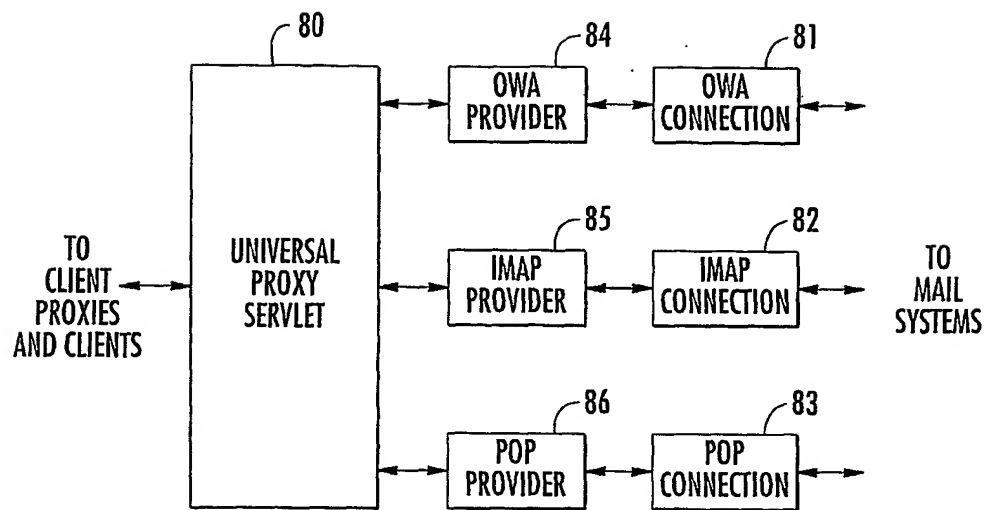 80
84
81
OWA
PROVIDER
OWA
CONNECTION
85
82
TO
CLIENT
PROXIES
AND CLIENTS
UNIVERSAL
PROXY
SERVLET
IMAP
PROVIDER
IMAP
CONNECTION
TO
MAIL
SYSTEMS
86
83
POP
PROVIDER
POP
CONNECTION